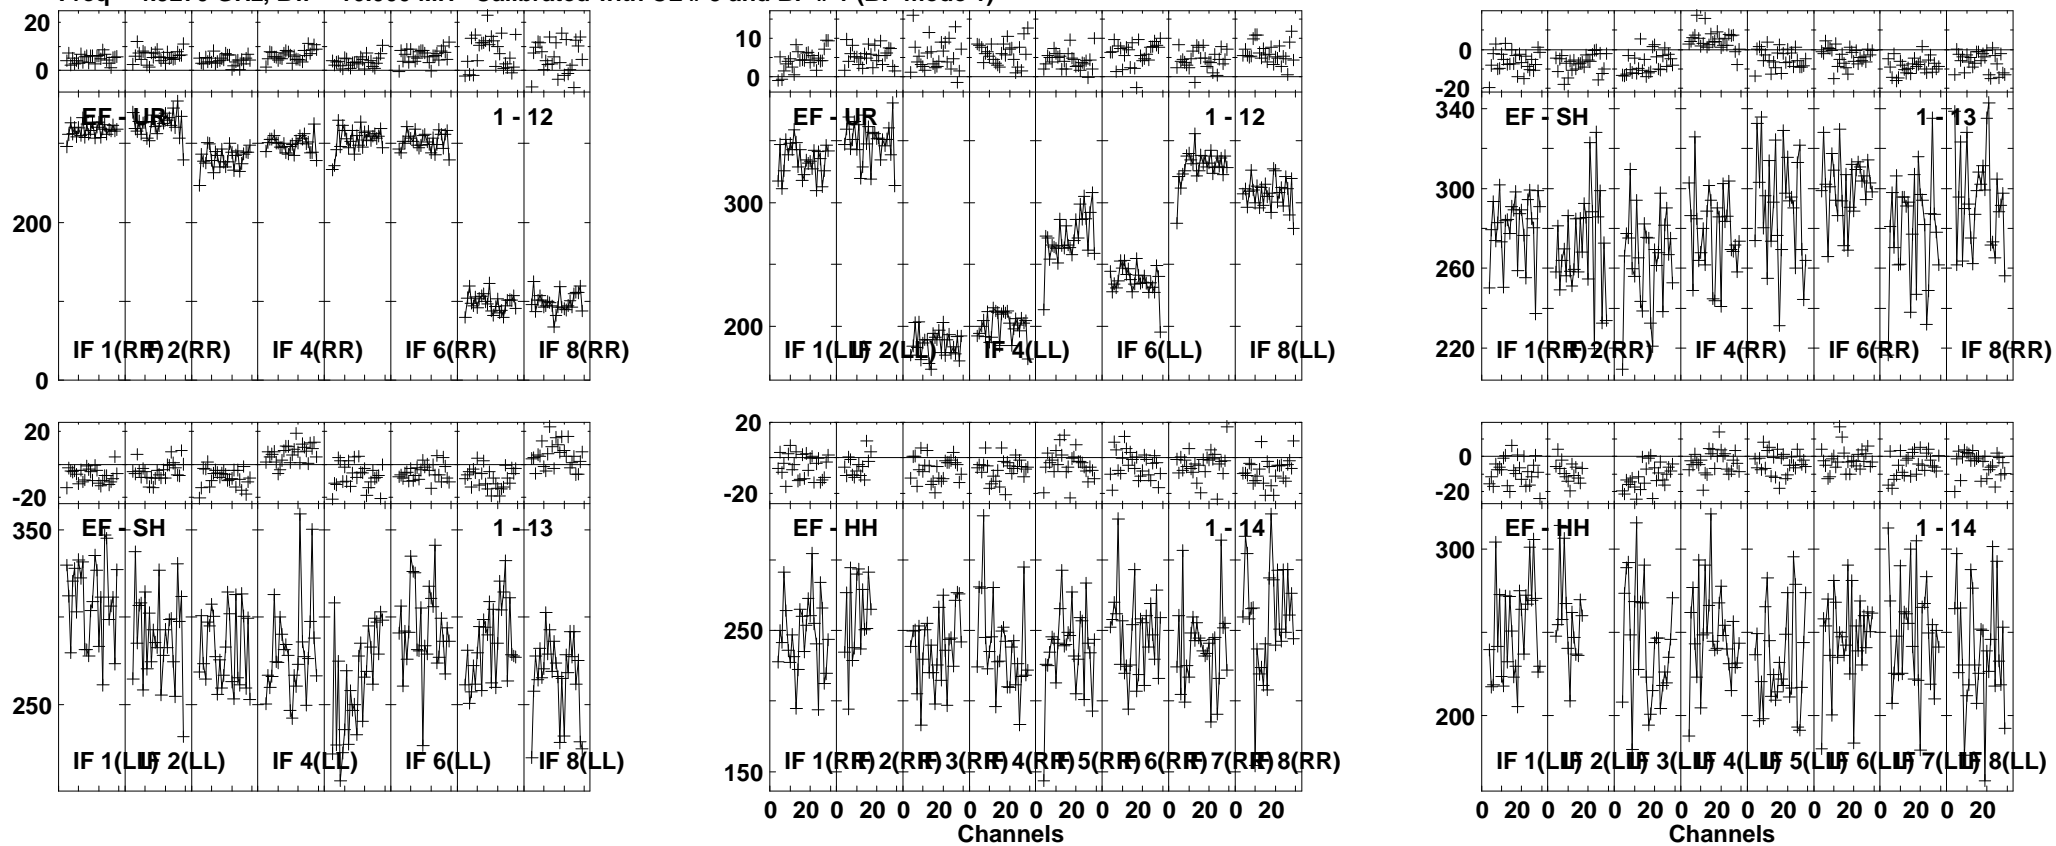 Calibrated with CL # 6 and BP # 1 (BP mode 1)
20
0
EF - UR
1 - 12
200
0
IF 1(RR)
IF 2(RR)
IF 4(RR)
IF 6(RR)
IF 8(RR)
10
0
EF - UR
1 - 12
300
200
IF 1(LL)
IF 2(LL)
IF 4(LL)
IF 6(LL)
IF 8(LL)
0
-20
340
EF - SH
1 - 13
300
260
220
IF 1(RR)
IF 2(RR)
IF 4(RR)
IF 6(RR)
IF 8(RR)
20
-20
350
EF - SH
1 - 13
250
IF 1(LL)
IF 2(LL)
IF 4(LL)
IF 6(LL)
IF 8(LL)
20
-20
EF - HH
1 - 14
250
150
IF 1(RR)
IF 2(RR)
IF 3(RR)
IF 4(RR)
IF 5(RR)
IF 6(RR)
IF 7(RR)
IF 8(RR)
0 20 0 20 0 20 0 20 0 20 0 20 0 20 0 20
Channels
0
-20
EF - HH
1 - 14
300
200
IF 1(LL)
IF 2(LL)
IF 3(LL)
IF 4(LL)
IF 5(LL)
IF 6(LL)
IF 7(LL)
IF 8(LL)
0 20 0 20 0 20 0 20 0 20 0 20 0 20 0 20
Channels